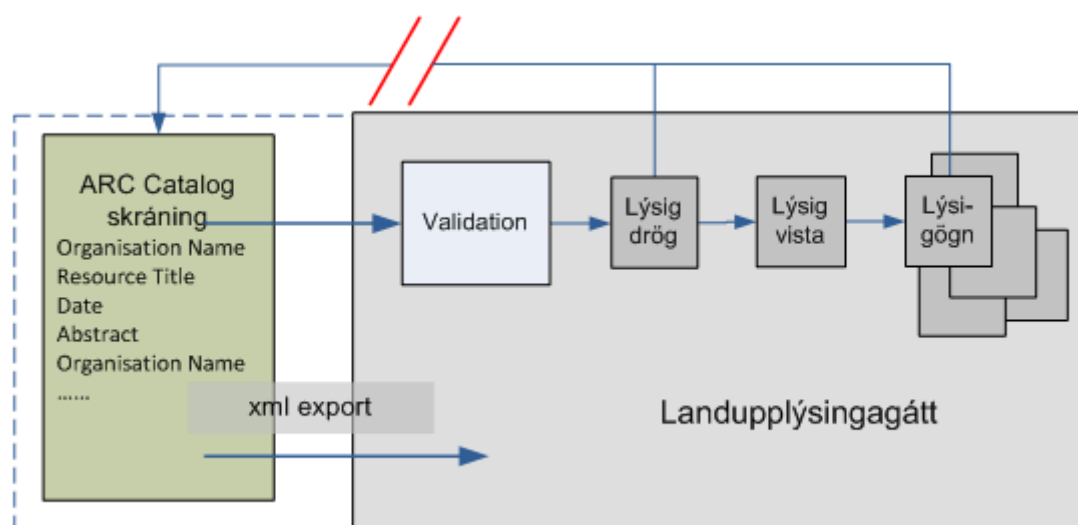 ARC Catalog
skráning
Organisation Name
Resource Title
Date
Abstract
Organisation Name
......
xml export
Validation
Lýsig
drög
Lýsig
vista
Lýsi-
gögn
Landupplýsingagátt